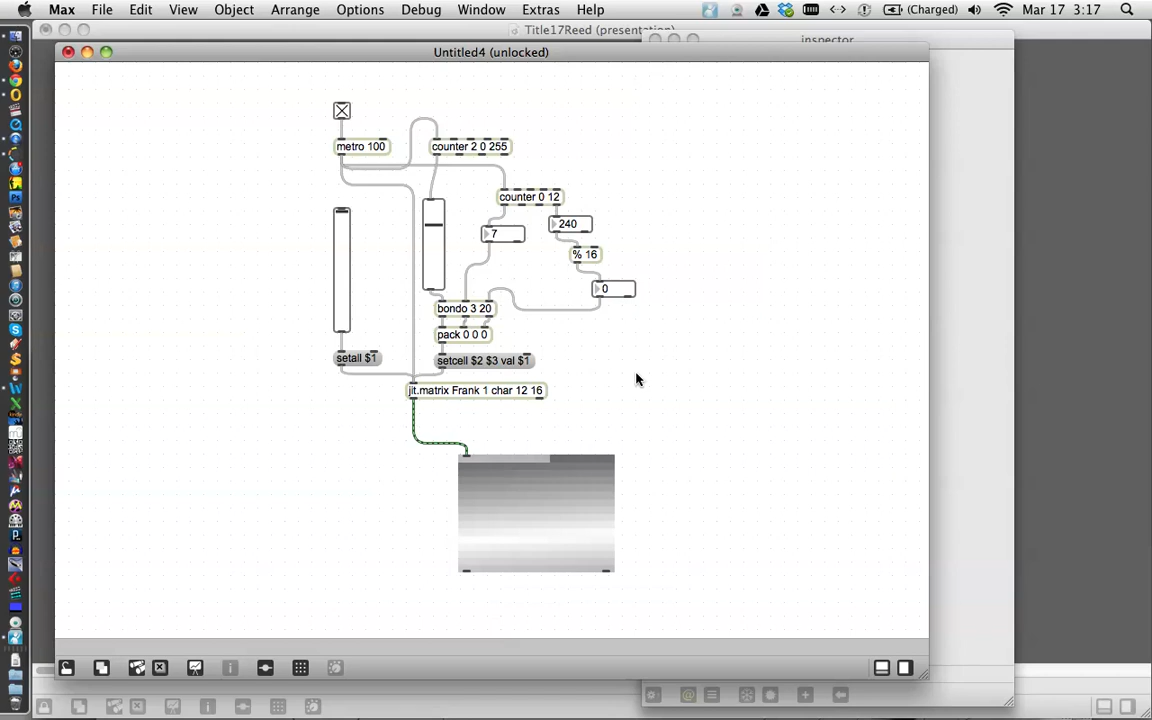 Max File Edit View Object Arrange Options Debug Window Extras Help (Charged) Mar 17 3:17
Title17Reed (presentation)
inspector
Untitled4 (unlocked)
metro 100
counter 2 0 255
counter 0 12
240
7
% 16
0
bondo 3 20
pack 0 0 0
setall $1
setcell $2 $3 val $1
jit.matrix Frank 1 char 12 16